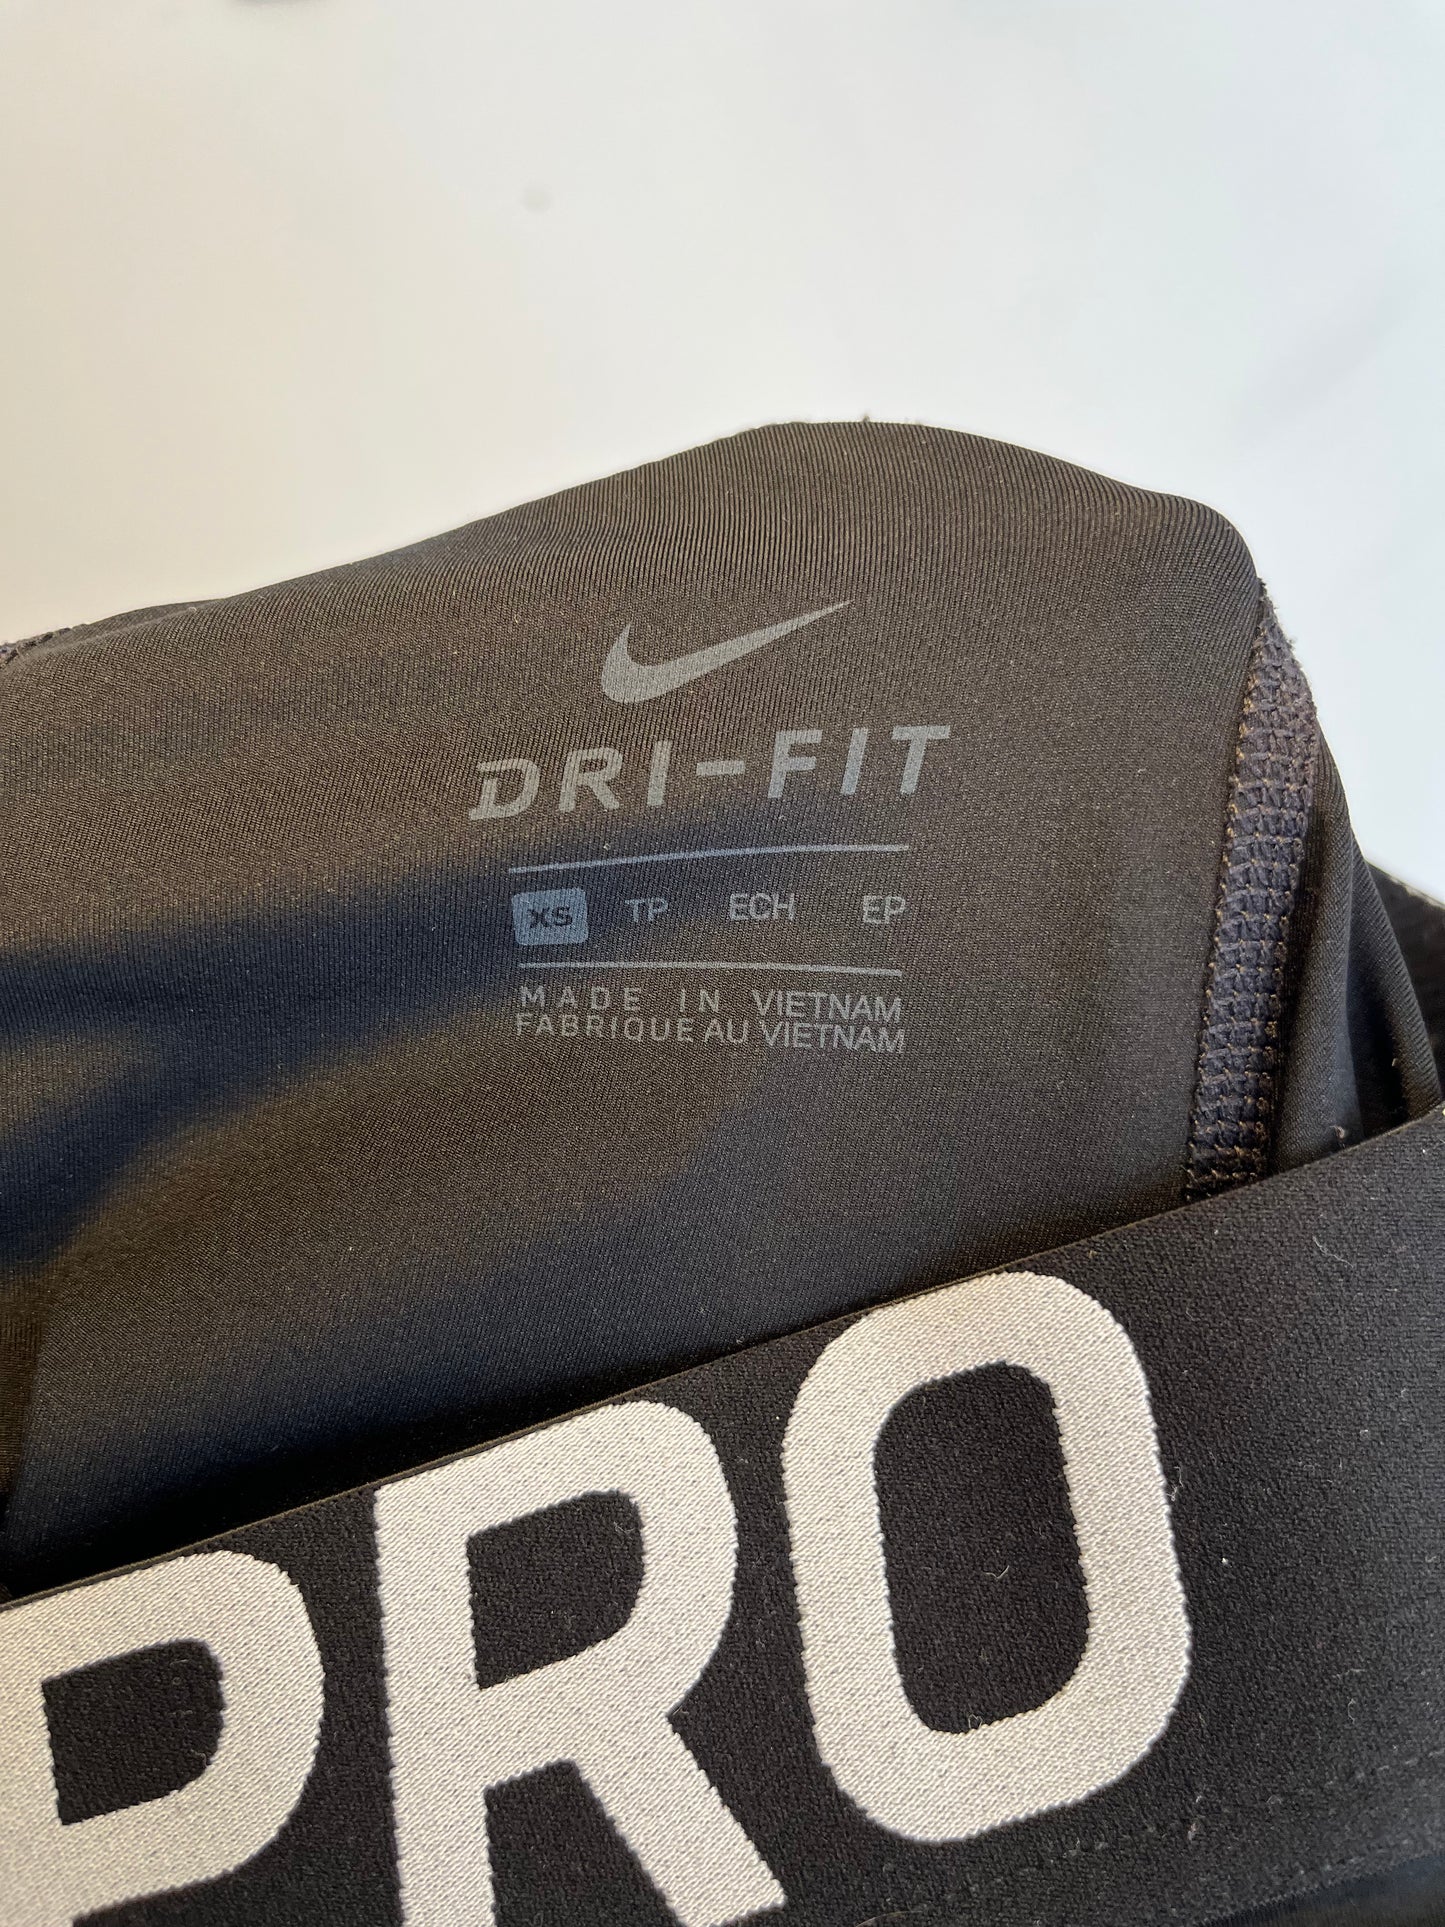 DRI-FIT
XS TP ECH EP
MADE IN VIETNAM
FABRIQUE AU VIETNAM
PRO